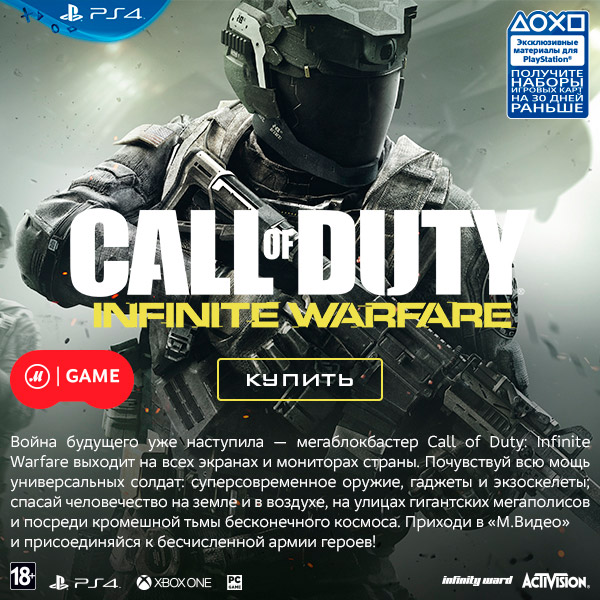 PS4
Эксклюзивные
материалы для
PlayStation®
ПОЛУЧИТЕ
НАБОРЫ
ИГРОВЫХ КАРТ
НА 30 ДНЕЙ
РАНЬШЕ
CALL OF DUTY®
INFINITE WARFARE
М | GAME
КУПИТЬ
Война будущего уже наступила — мегаблокбастер Call of Duty: Infinite
Warfare выходит на всех экранах и мониторах страны. Почувствуй всю мощь
универсальных солдат: суперсовременное оружие, гаджеты и экзоскелеты;
спасай человечество на земле и в воздухе, на улицах гигантских мегаполисов
и посреди кромешной тьмы бесконечного космоса. Приходи в «М.Видео»
и присоединяйся к бесчисленной армии героев!
18+ PS4 XBOX ONE PC GAME infinity ward ACTIVISION